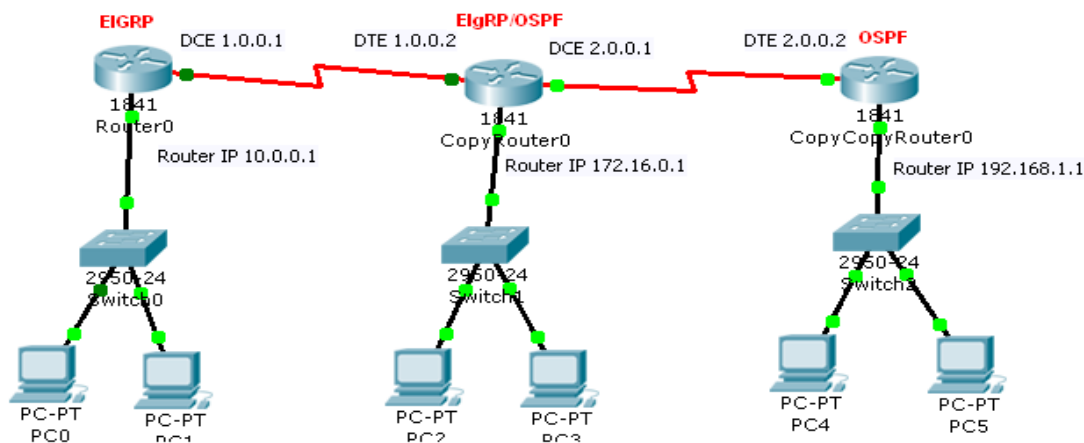 EIGRP
DCE 1.0.0.1
DTE 1.0.0.2
EIgRP/OSPF
DCE 2.0.0.1
DTE 2.0.0.2
OSPF
1841
Router0
1841
CopyRouter0
1841
CopyCopyRouter0
Router IP 10.0.0.1
Router IP 172.16.0.1
Router IP 192.168.1.1
2950-24
Switch0
2950-24
Switch1
2950-24
Switch2
PC-PT
PC0
PC-PT
PC1
PC-PT
PC2
PC-PT
PC3
PC-PT
PC4
PC-PT
PC5